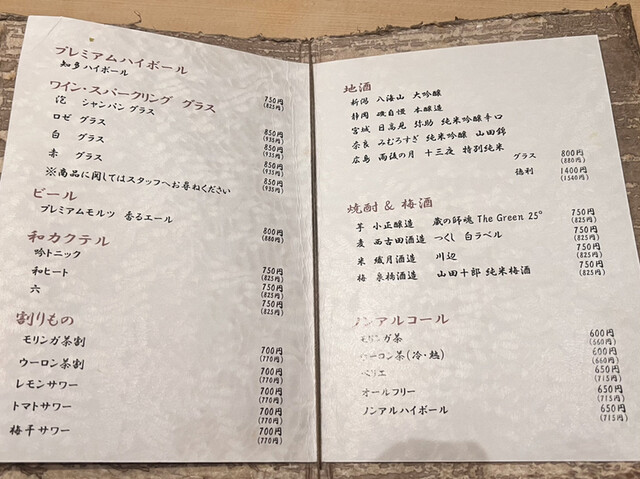 プレミアムハイボール
知多ハイボール 750円
(825円)
ワイン・スパークリング グラス
泡 シャンパン グラス 850円
(935円)
ロゼ グラス 850円
(935円)
白 グラス 850円
(935円)
赤 グラス 850円
(935円)
※商品に関してはスタッフへお尋ねください
ビール
プレミアムモルツ 香るエール 800円
(880円)
和カクテル
吟トニック 750円
(825円)
和ヒート 750円
(825円)
六 750円
(825円)
割りもの
モリンガ茶割 700円
(770円)
ウーロン茶割 700円
(770円)
レモンサワー 700円
(770円)
トマトサワー 700円
(770円)
梅干サワー 700円
(770円)
地酒
新潟 八海山 大吟醸
静岡 磯自慢 本醸造
宮城 日高見 弥助 純米吟醸辛口
奈良 みむろすぎ 純米吟醸 山田錦
広島 雨後の月 十三夜 特別純米
グラス 800円
(880円)
徳利 1400円
(1540円)
焼酎 & 梅酒
芋 小正醸造 蔵の師魂 The Green 25° 750円
(825円)
麦 西吉田酒造 つくし 白ラベル 750円
(825円)
米 繊月酒造 川辺 750円
(825円)
梅 泉橋酒造 山田十郎 純米梅酒 750円
(825円)
ノンアルコール
モリンガ茶 600円
(660円)
ウーロン茶(冷・熱) 600円
(660円)
ペリエ 650円
(715円)
オールフリー 650円
(715円)
ノンアルハイボール 650円
(715円)